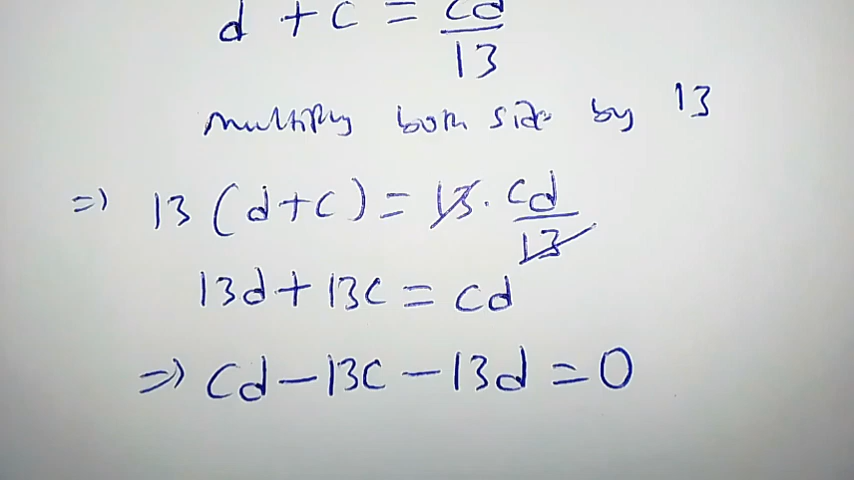 d + c = cd/13
multiply both side by 13
=> 13 (d+c) = 13 · cd/13
13d + 13c = cd
=> cd – 13c – 13d = 0